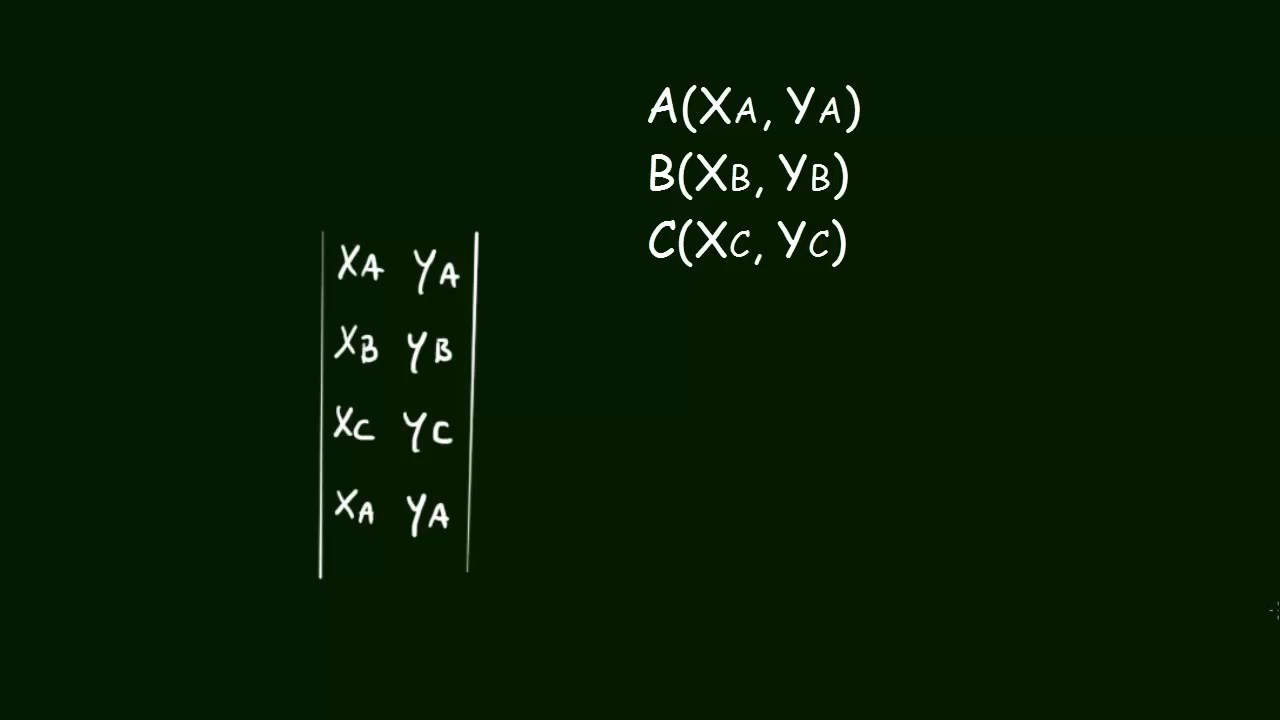 A(XA, YA)
B(XB, YB)
C(XC, YC)
XA YA
XB YB
XC YC
XA YA